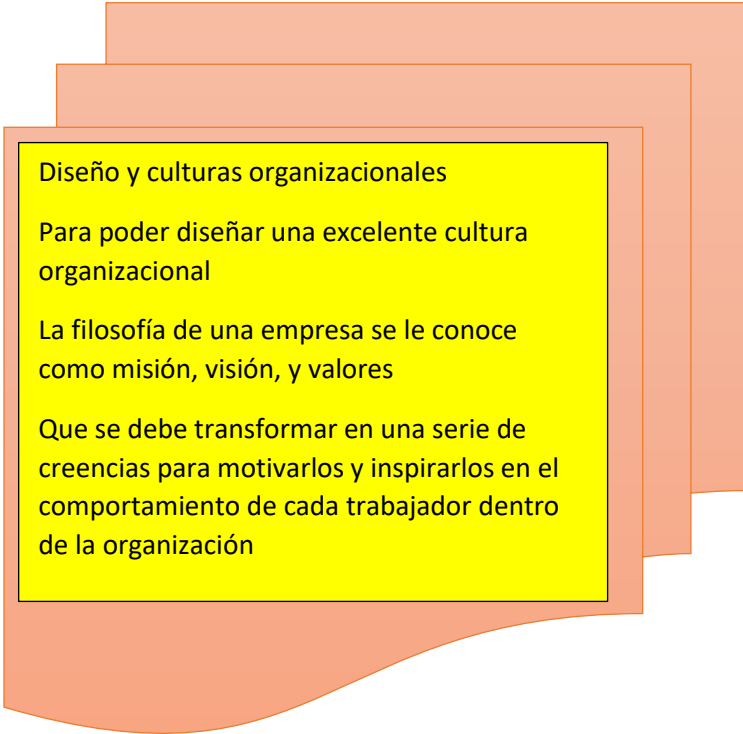 Diseño y culturas organizacionales
Para poder diseñar una excelente cultura
organizacional
La filosofía de una empresa se le conoce
como misión, visión, y valores
Que se debe transformar en una serie de
creencias para motivarlos y inspirarlos en el
comportamiento de cada trabajador dentro
de la organización